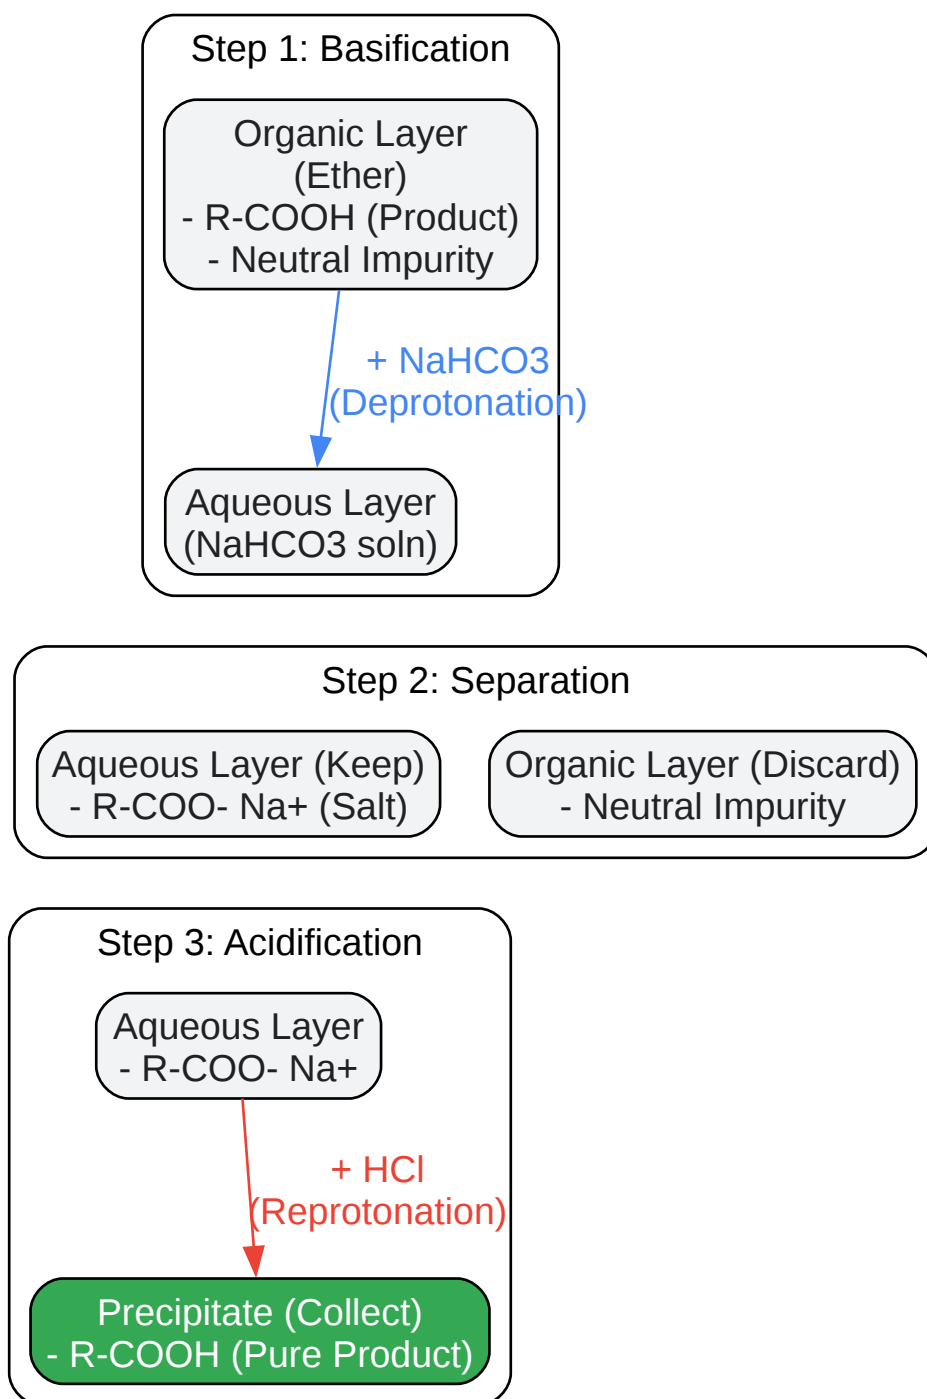 Step 1: Basification
Organic Layer
(Ether)
- R-COOH (Product)
- Neutral Impurity
+ NaHCO3
(Deprotonation)
Aqueous Layer
(NaHCO3 soln)
Step 2: Separation
Aqueous Layer (Keep)
- R-COO- Na+ (Salt)
Organic Layer (Discard)
- Neutral Impurity
Step 3: Acidification
Aqueous Layer
- R-COO- Na+
+ HCl
(Reprotonation)
Precipitate (Collect)
- R-COOH (Pure Product)